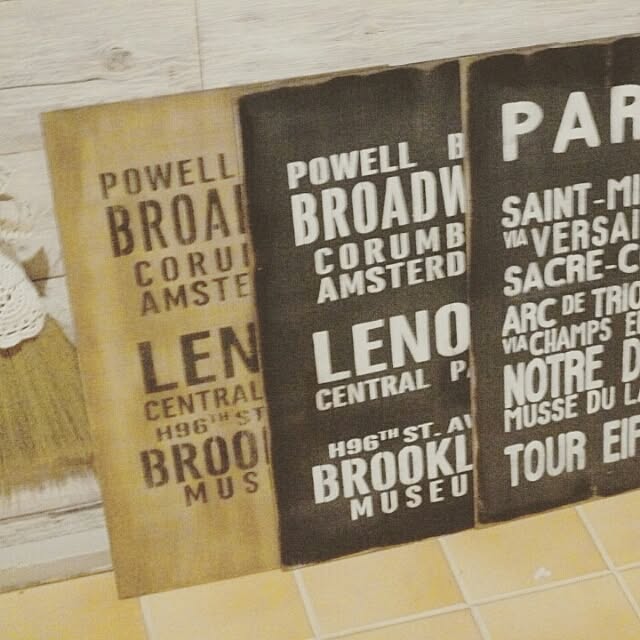 POWELL
BROA
CORU
AMSTE
LEN
CENTRAL
H96TH ST
BROO
MUS
POWELL B
BROADW
CORUMB
AMSTERD
LENO
CENTRAL P
H96TH ST. AV
BROOKL
MUSEU
PAR
SAINT-MI
VIA VERSAI
SACRE-C
ARC DE TRIO
VIA CHAMPS E
NOTRE D
MUSSE DU LA
TOUR EIF